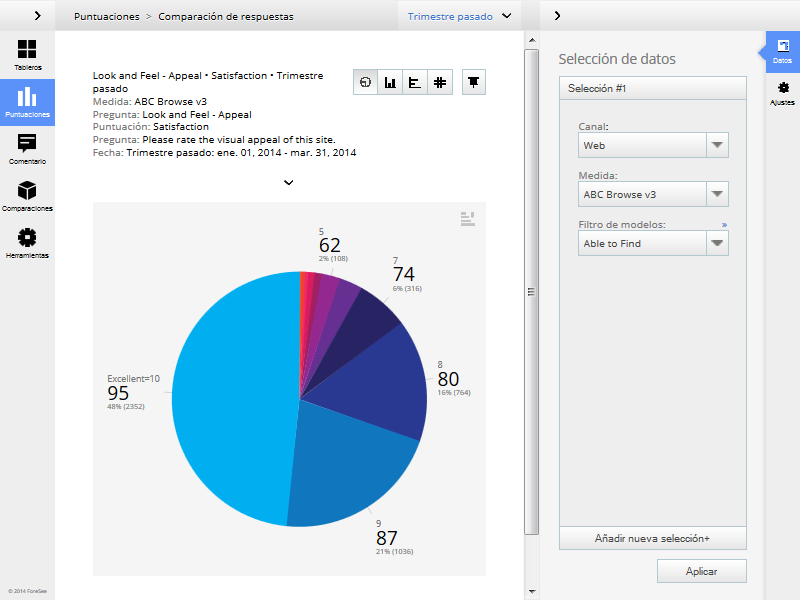 Puntuaciones > Comparación de respuestas
Trimestre pasado
Tableros
Puntuaciones
Comentario
Comparaciones
Herramientas
© 2014 ForeSee
Look and Feel - Appeal • Satisfaction • Trimestre
pasado
Medida: ABC Browse v3
Pregunta: Look and Feel - Appeal
Puntuación: Satisfaction
Pregunta: Please rate the visual appeal of this site.
Fecha: Trimestre pasado: ene. 01, 2014 - mar. 31, 2014
5
62
2% (108)
7
74
6% (316)
8
80
16% (764)
Excellent=10
95
48% (2352)
9
87
21% (1036)
Selección de datos
Selección #1
Canal:
Web
Medida:
ABC Browse v3
Filtro de modelos: »
Able to Find
Añadir nueva selección+
Aplicar
Datos
Ajustes